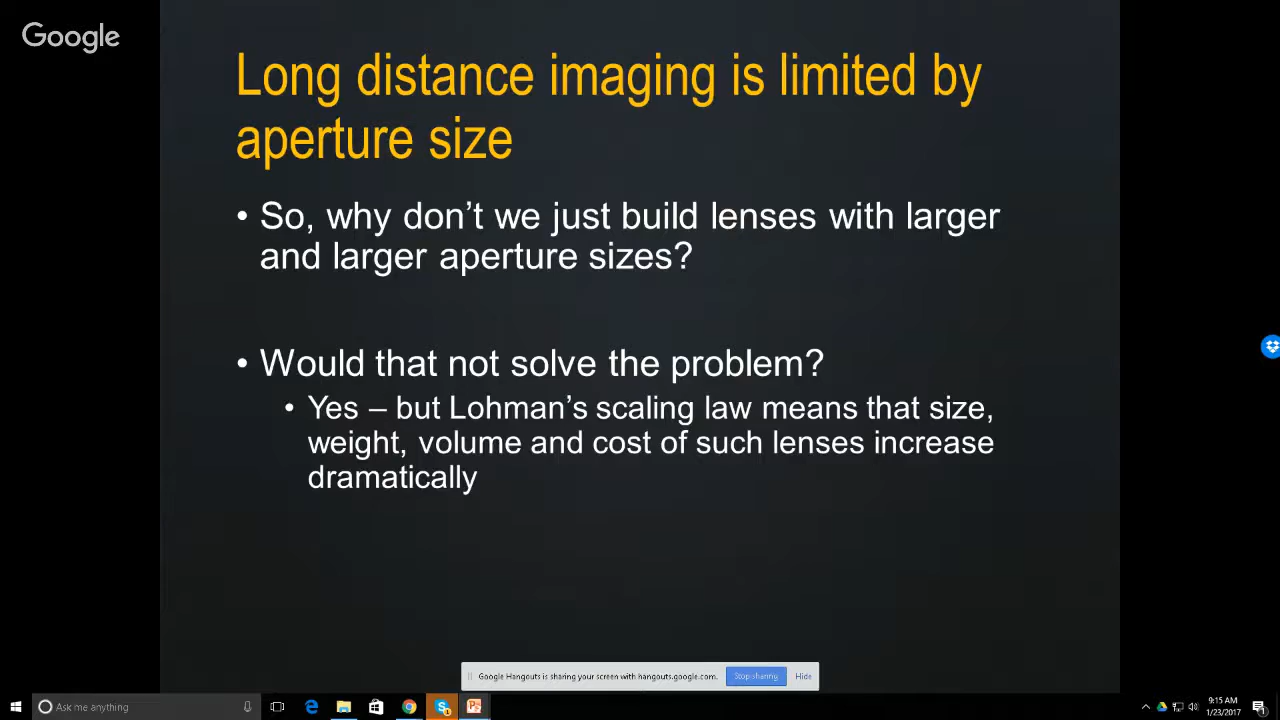 Google
Long distance imaging is limited by
aperture size
• So, why don't we just build lenses with larger
and larger aperture sizes?
• Would that not solve the problem?
• Yes – but Lohman's scaling law means that size,
weight, volume and cost of such lenses increase
dramatically
Google Hangouts is sharing your screen with hangouts.google.com.
Stop sharing
Hide
Ask me anything
9:15 AM
1/23/2017